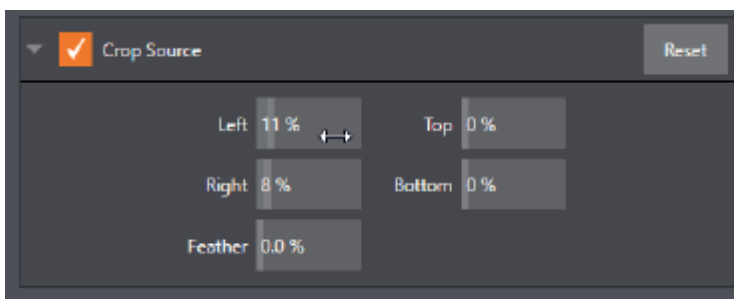 Crop Source Reset
Left 11 % Top 0 %
Right 8 % Bottom 0 %
Feather 0.0 %